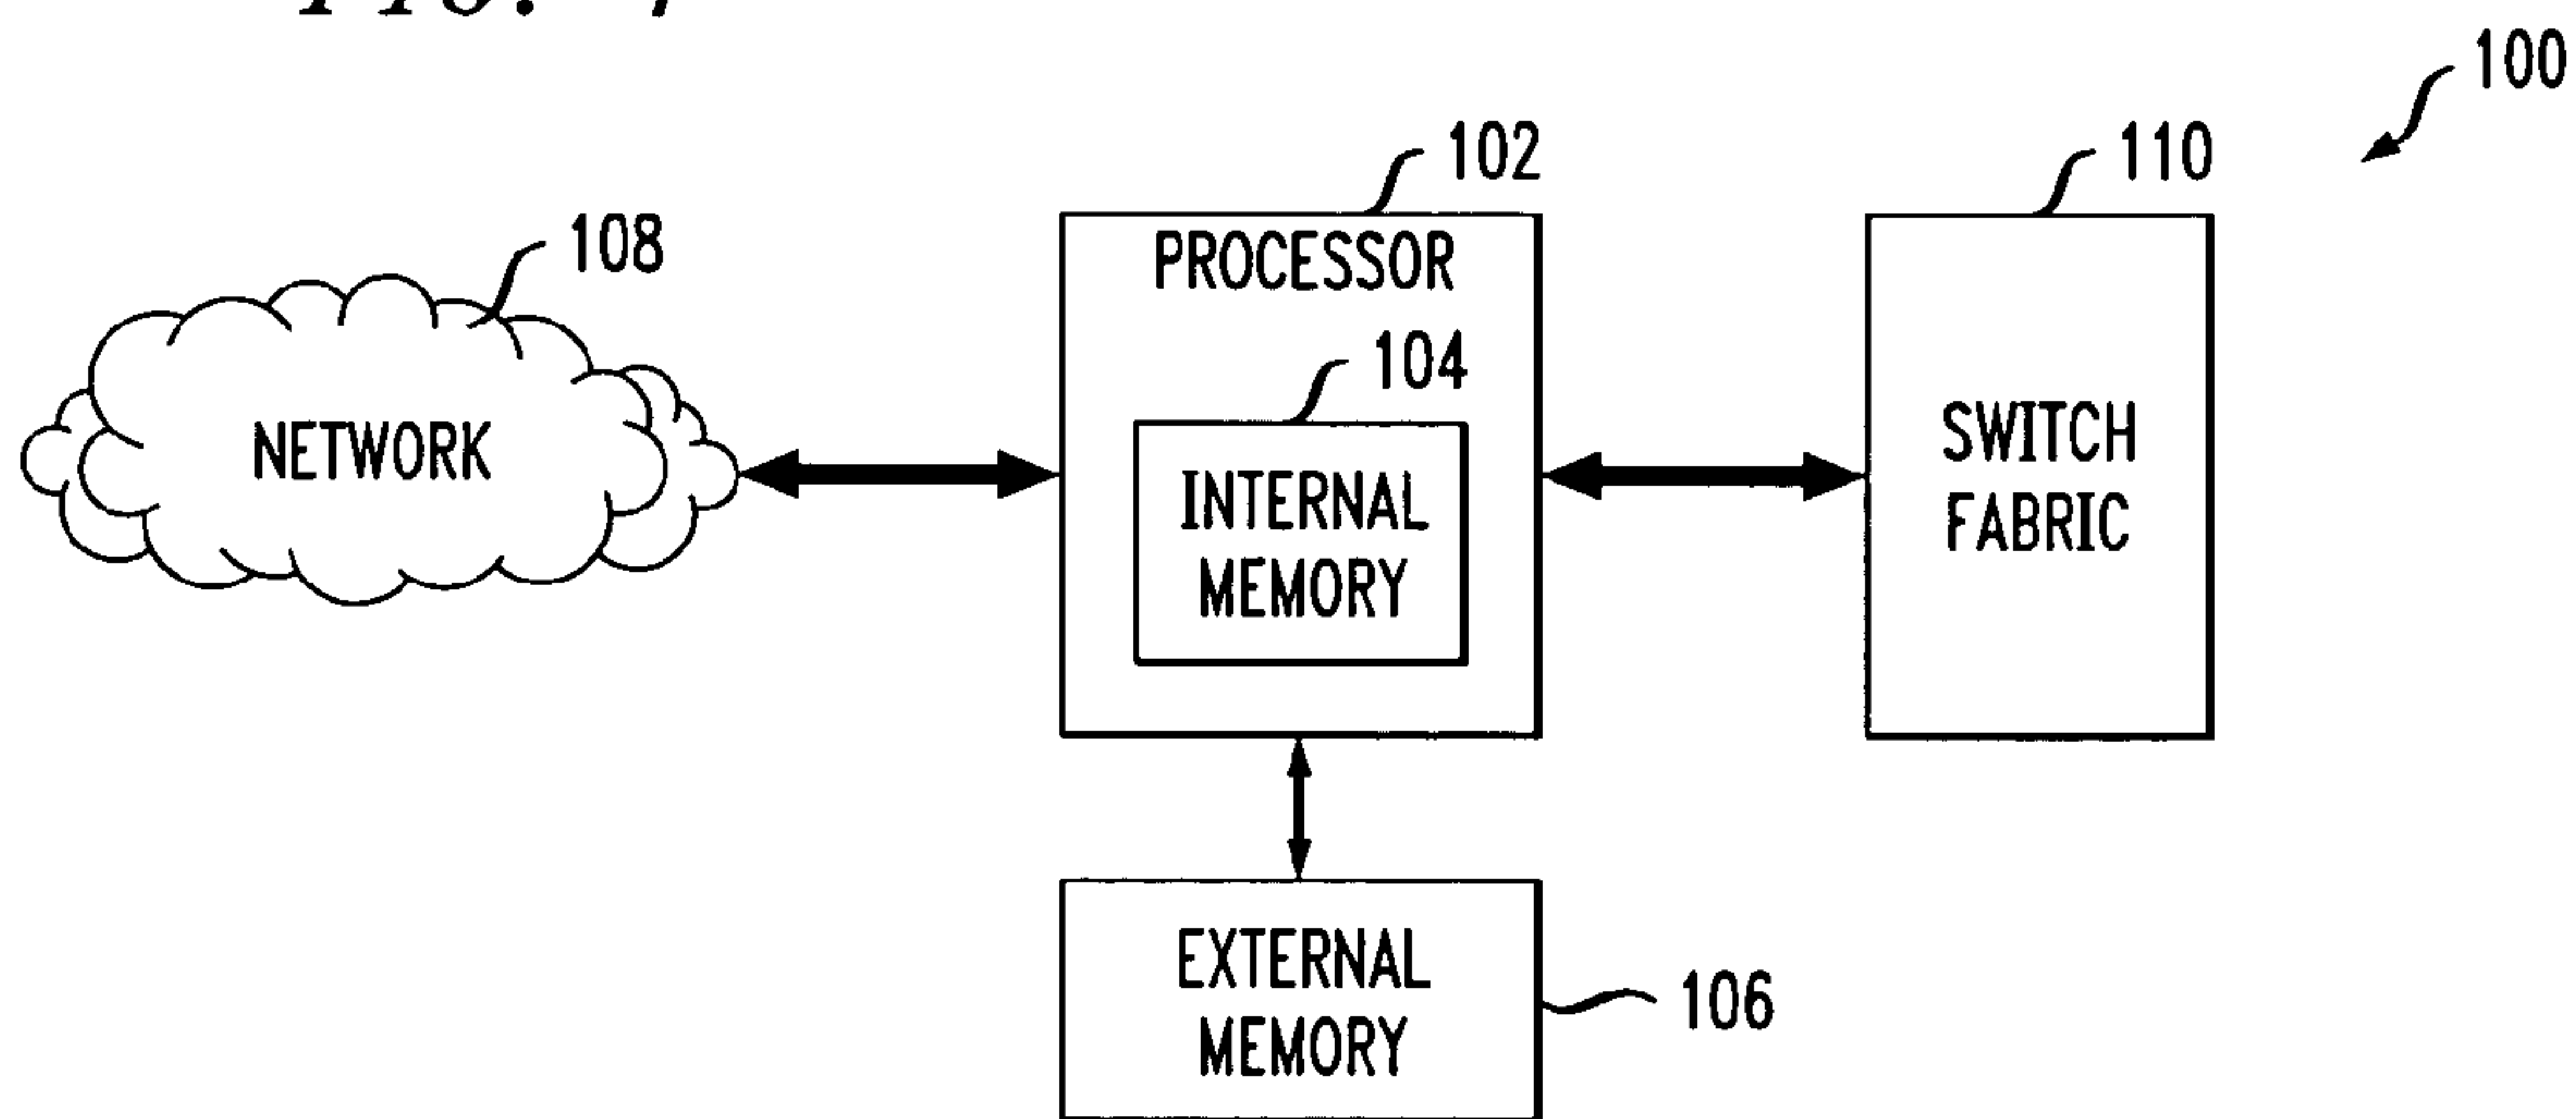 100
102
110
108
PROCESSOR
104
NETWORK
INTERNAL
MEMORY
SWITCH
FABRIC
EXTERNAL
MEMORY
106